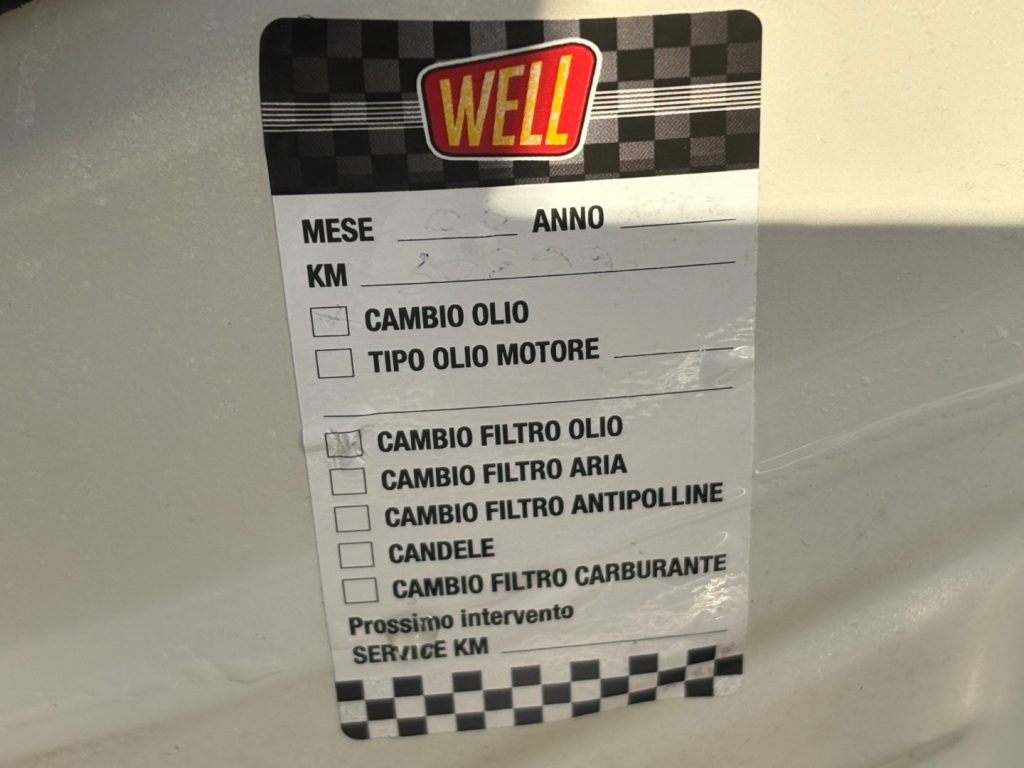 WELL
MESE ANNO
KM
CAMBIO OLIO
TIPO OLIO MOTORE
CAMBIO FILTRO OLIO
CAMBIO FILTRO ARIA
CAMBIO FILTRO ANTIPOLLINE
CANDELE
CAMBIO FILTRO CARBURANTE
Prossimo intervento
SERVICE KM